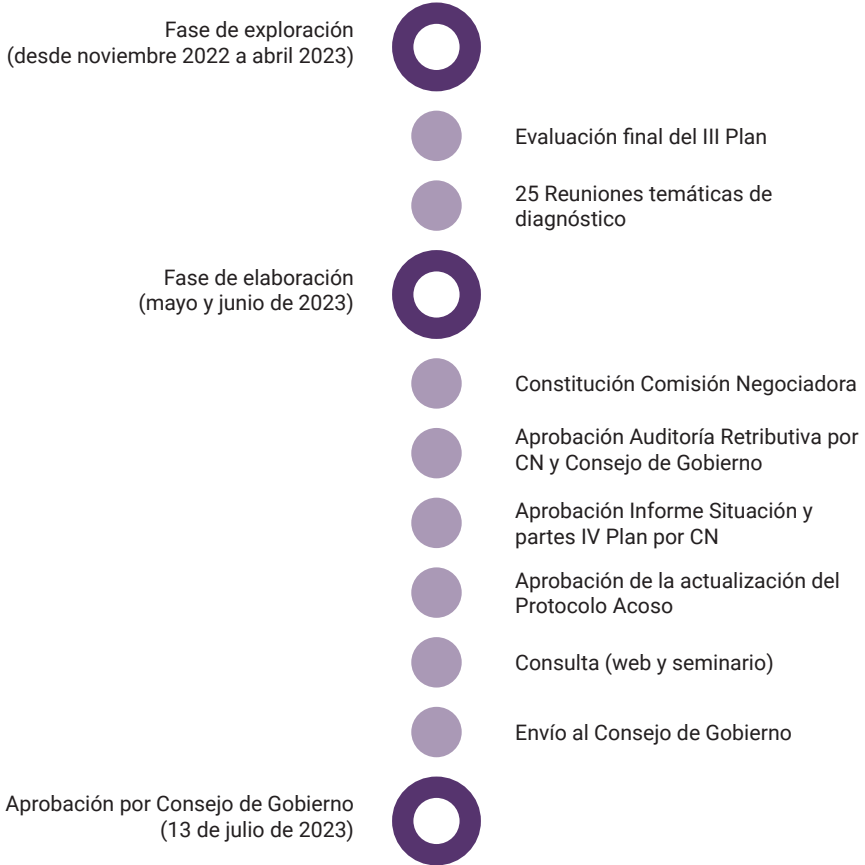 Fase de exploración
(desde noviembre 2022 a abril 2023)
Evaluación final del III Plan
25 Reuniones temáticas de
diagnóstico
Fase de elaboración
(mayo y junio de 2023)
Constitución Comisión Negociadora
Aprobación Auditoría Retributiva por
CN y Consejo de Gobierno
Aprobación Informe Situación y
partes IV Plan por CN
Aprobación de la actualización del
Protocolo Acoso
Consulta (web y seminario)
Envío al Consejo de Gobierno
Aprobación por Consejo de Gobierno
(13 de julio de 2023)